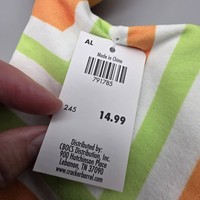 AL
Made in China
791785
245
14.99
Distributed by:
CBOCS Distribution, Inc.
900 Hutchinson Place
Lebanon, TN 37090
www.crackerbarrel.com